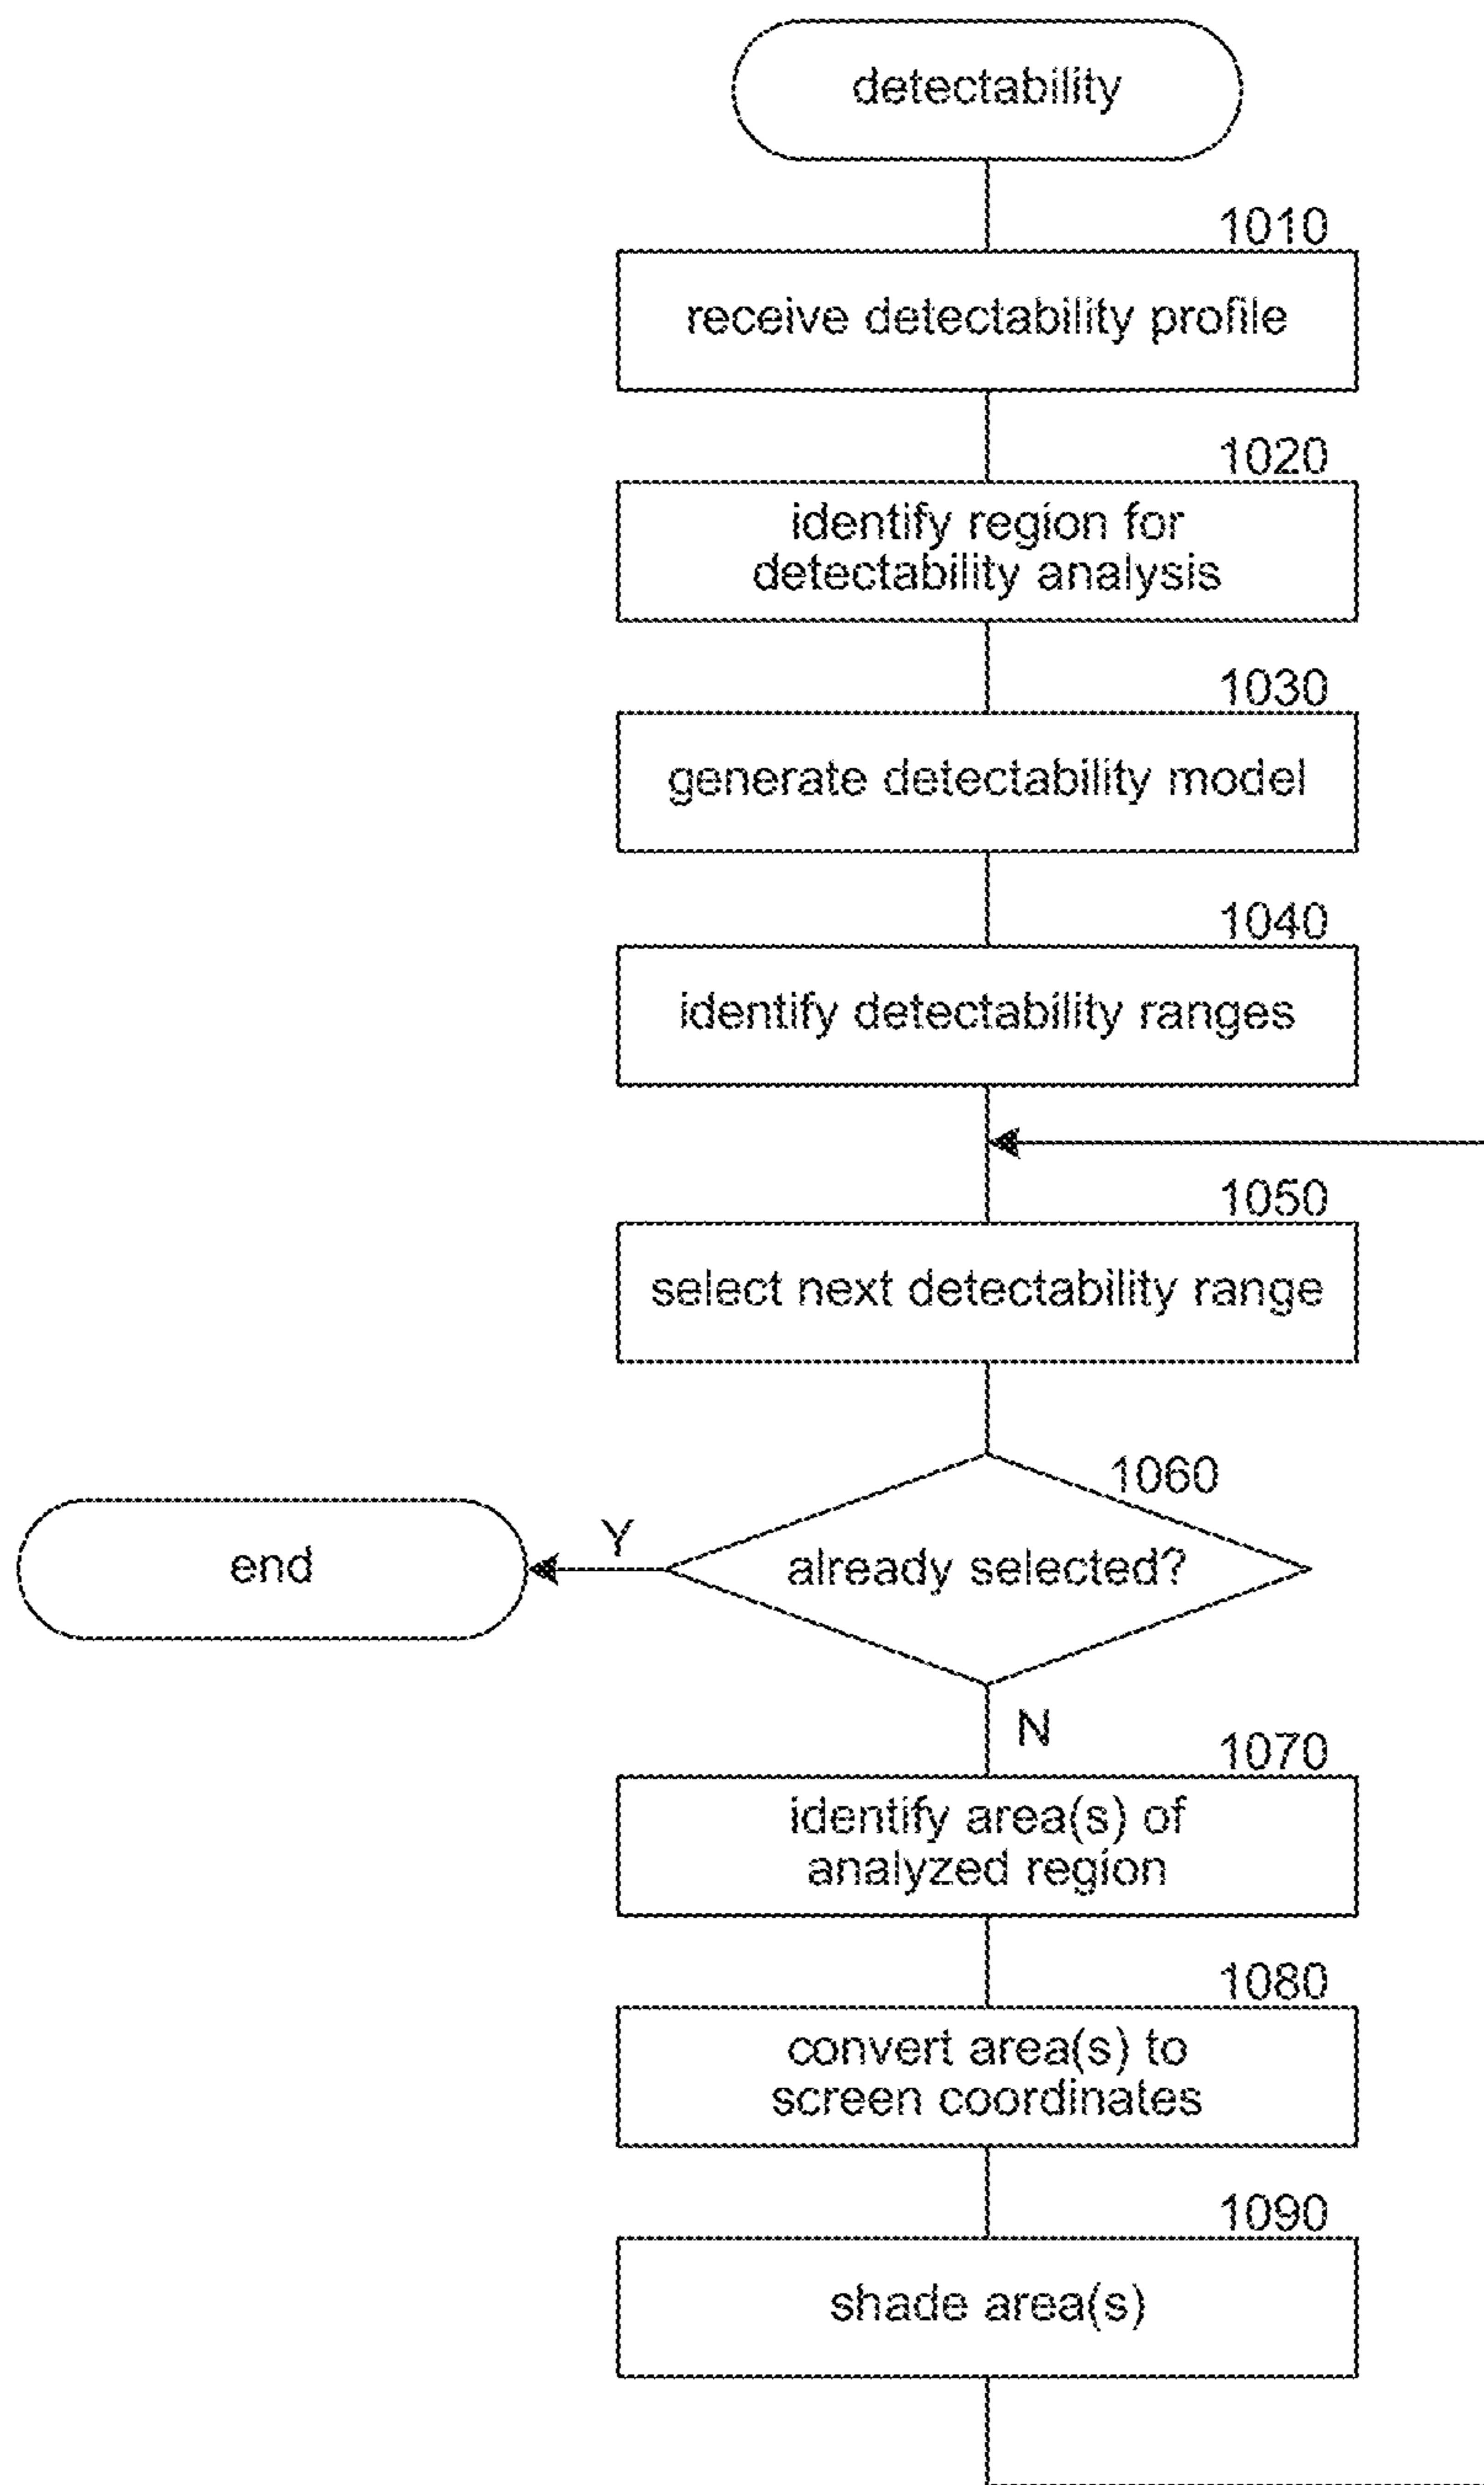 detectability
1010
receive detectability profile
1020
identify region for
detectability analysis
1030
generate detectability model
1040
identify detectability ranges
1050
select next detectability range
1060
already selected?
Y
end
N
1070
identify area(s) of
analyzed region
1080
convert area(s) to
screen coordinates
1090
shade area(s)